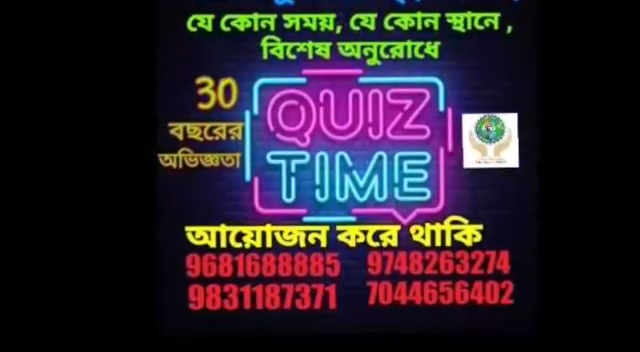 যে কোন সময়, যে কোন স্থানে,
বিশেষ অনুরোধে
30
বছরের
অভিজ্ঞতা
QUIZ
TIME
আয়োজন করে থাকি
9681688885 9748263274
9831187371 7044656402